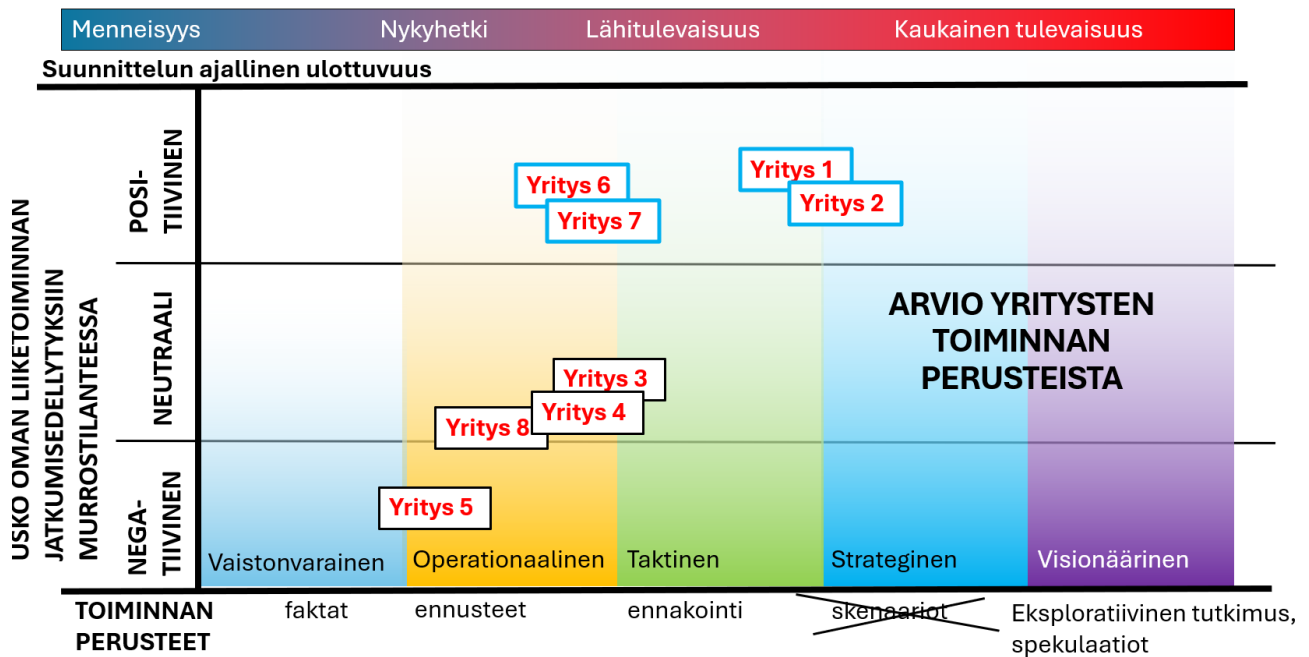 Menneisyys Nykyhetki Lähitulevaisuus Kaukainen tulevaisuus
Suunnittelun ajallinen ulottuvuus
USKO OMAN LIIKETOIMINNAN
JATKUMISEDELLYTYKSIIN
MURROSTILANTEESSA
POSI-
TIIVINEN
NEUTRAALI
NEGA-
TIIVINEN
Yritys 1
Yritys 6
Yritys 2
Yritys 7
ARVIO YRITYSTEN
TOIMINNAN
PERUSTEISTA
Yritys 3
Yritys 4
Yritys 8
Yritys 5
Vaistonvarainen Operationaalinen Taktinen Strateginen Visionäärinen
TOIMINNAN
PERUSTEET
faktat ennusteet ennakointi skenaariot
Eksploratiivinen tutkimus,
spekulaatiot